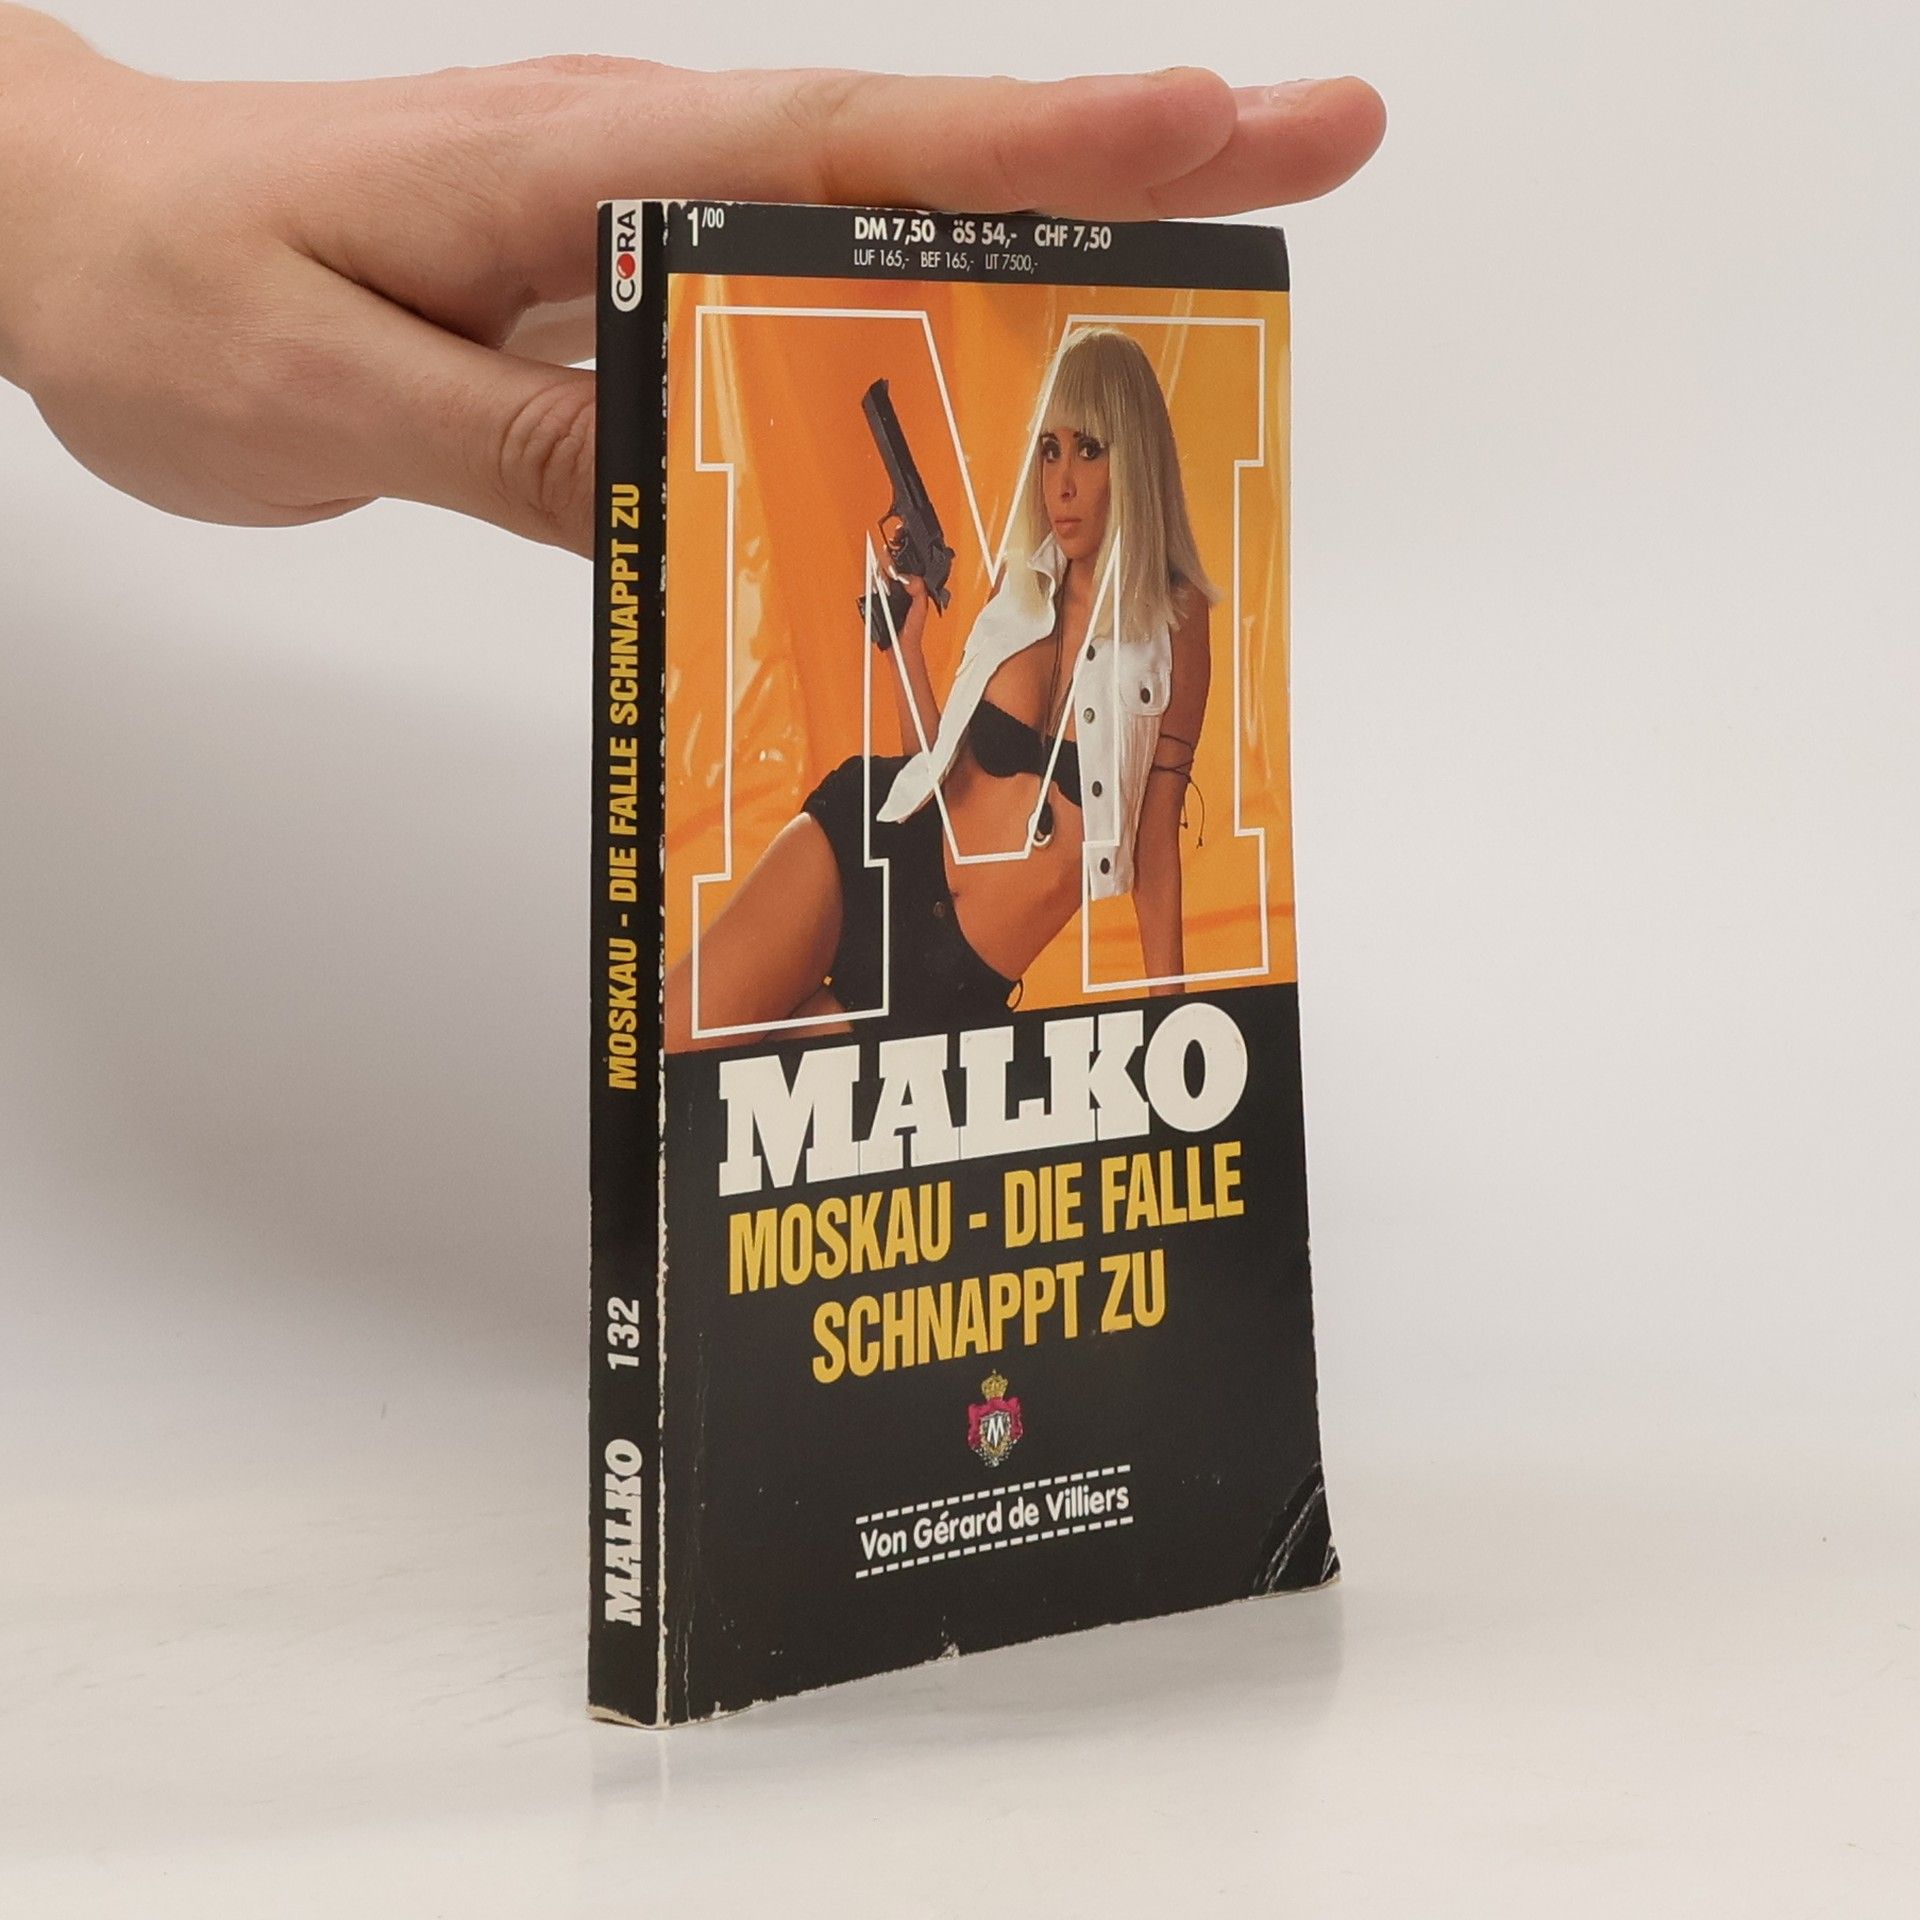 CORA
MOSKAU - DIE FALLE SCHNAPPT ZU
132
MALKO
1/00
DM 7,50 öS 54,- CHF 7,50
LUF 165,- BEF 165,- LIT 7500,-
M
MALKO
MOSKAU - DIE FALLE
SCHNAPPT ZU
M
Von Gérard de Villiers